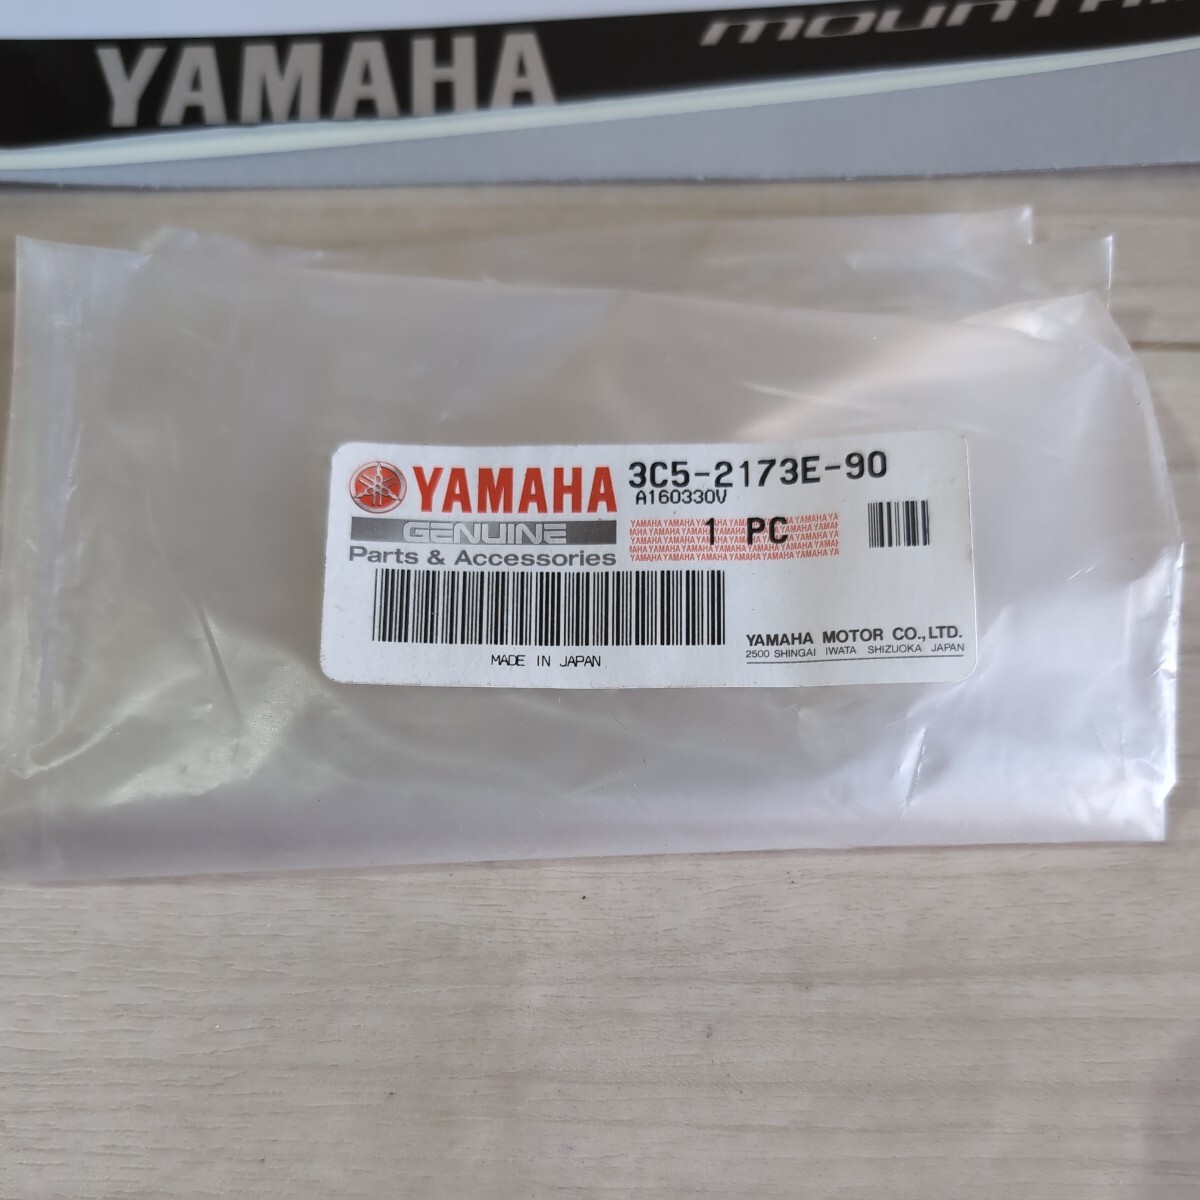 YAMAHA
YAMAHA
3C5-2173E-90
A160330V
GENUINE
Parts & Accessories
1 PC
MADE IN JAPAN
YAMAHA MOTOR CO.,LTD.
2500 SHINGAI IWATA SHIZUOKA JAPAN